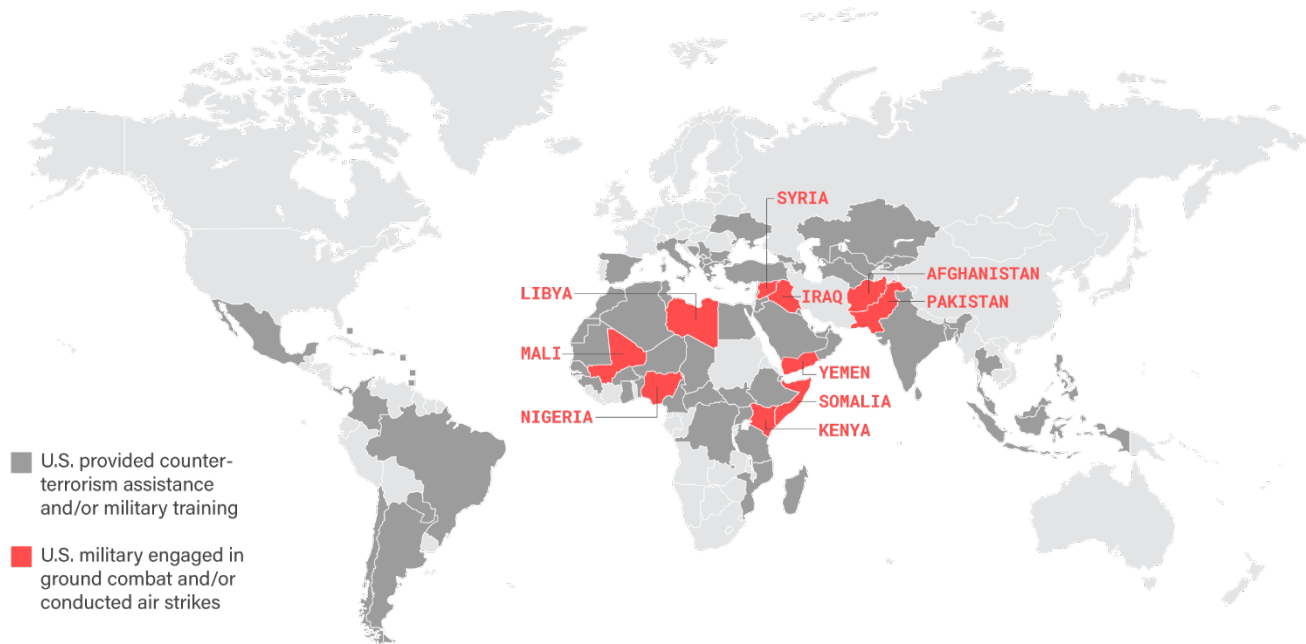 SYRIA
AFGHANISTAN
LIBYA
IRAQ
PAKISTAN
MALI
YEMEN
SOMALIA
NIGERIA
KENYA
U.S. provided counter-
terrorism assistance
and/or military training
U.S. military engaged in
ground combat and/or
conducted air strikes